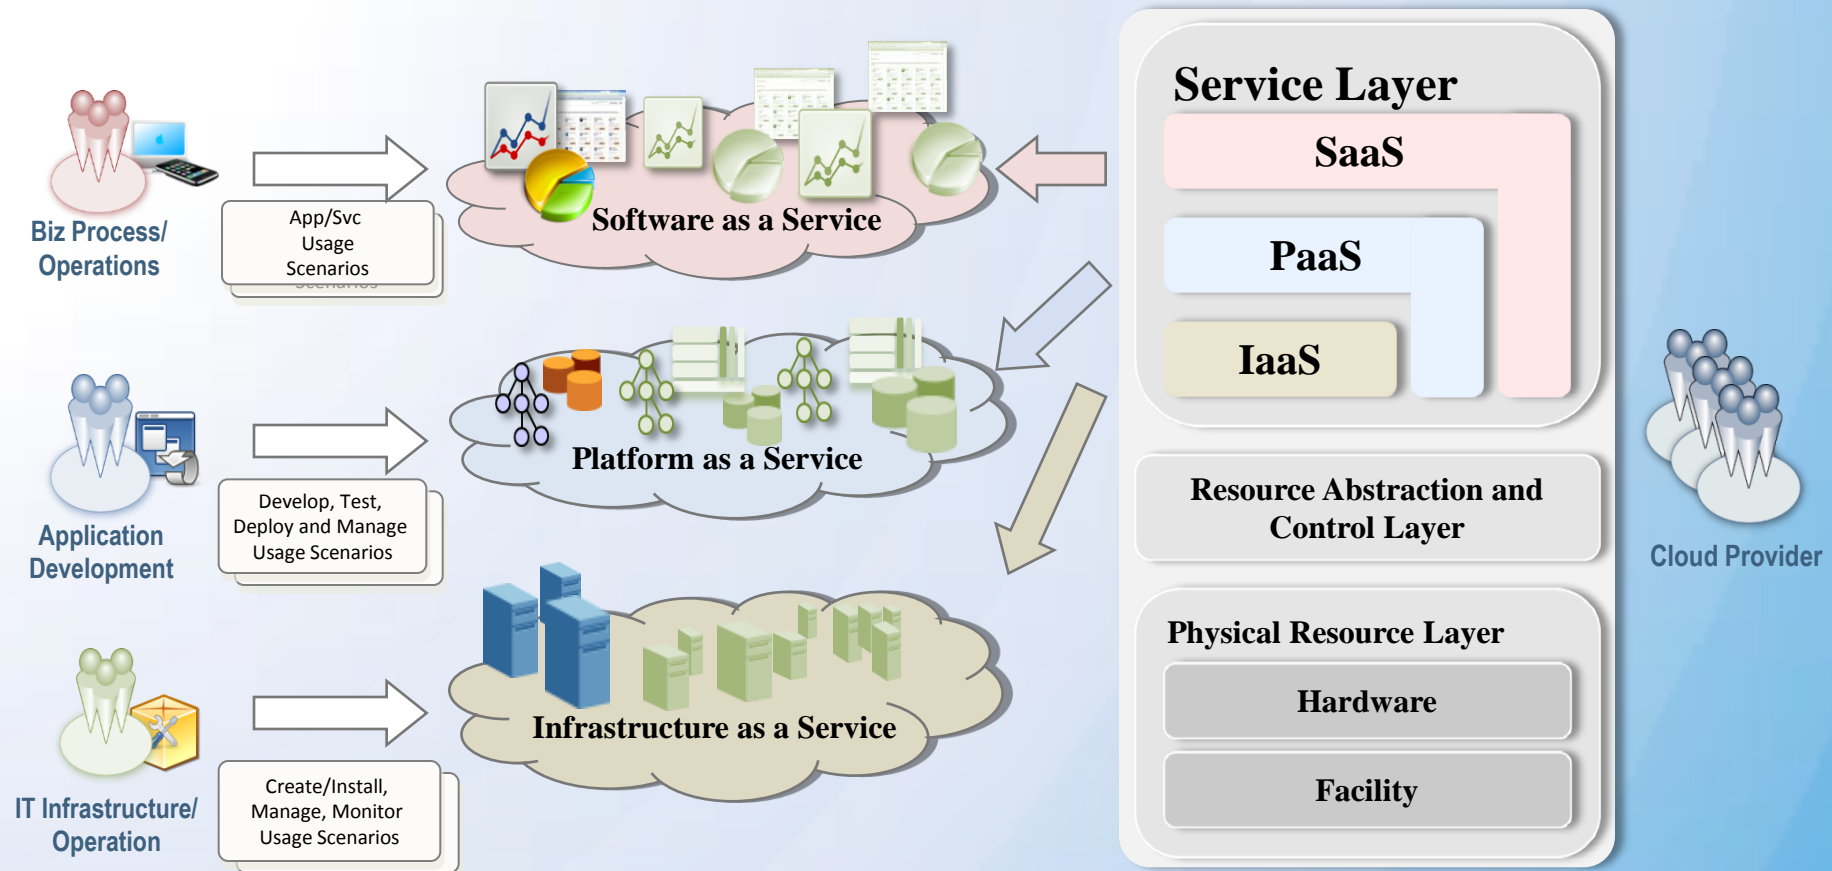 Biz Process/
Operations
App/Svc
Usage
Scenarios
Scenarios
Software as a Service
Application
Development
Develop, Test,
Deploy and Manage
Usage Scenarios
Platform as a Service
IT Infrastructure/
Operation
Create/Install,
Manage, Monitor
Usage Scenarios
Infrastructure as a Service
Service Layer
SaaS
PaaS
IaaS
Resource Abstraction and
Control Layer
Physical Resource Layer
Hardware
Facility
Cloud Provider